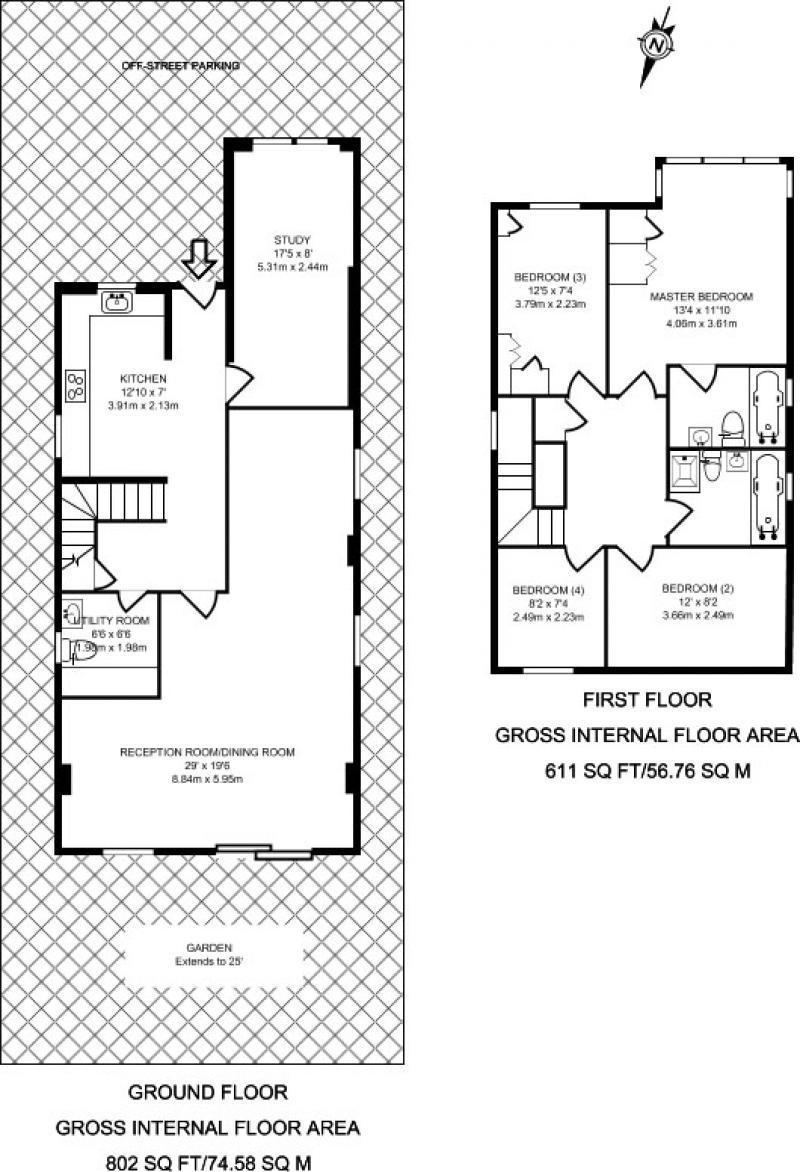 OFF-STREET PARKING
N
STUDY
17'5 x 8'
5.31m x 2.44m
KITCHEN
12'10 x 7'
3.91m x 2.13m
UTILITY ROOM
6'6 x 6'6
1.98m x 1.98m
RECEPTION ROOM/DINING ROOM
29' x 19'6
8.84m x 5.95m
GARDEN
Extends to 25'
GROUND FLOOR
GROSS INTERNAL FLOOR AREA
802 SQ FT/74.58 SQ M
BEDROOM (3)
12'5 x 7'4
3.79m x 2.23m
MASTER BEDROOM
13'4 x 11'10
4.06m x 3.61m
BEDROOM (4)
8'2 x 7'4
2.49m x 2.23m
BEDROOM (2)
12' x 8'2
3.66m x 2.49m
FIRST FLOOR
GROSS INTERNAL FLOOR AREA
611 SQ FT/56.76 SQ M